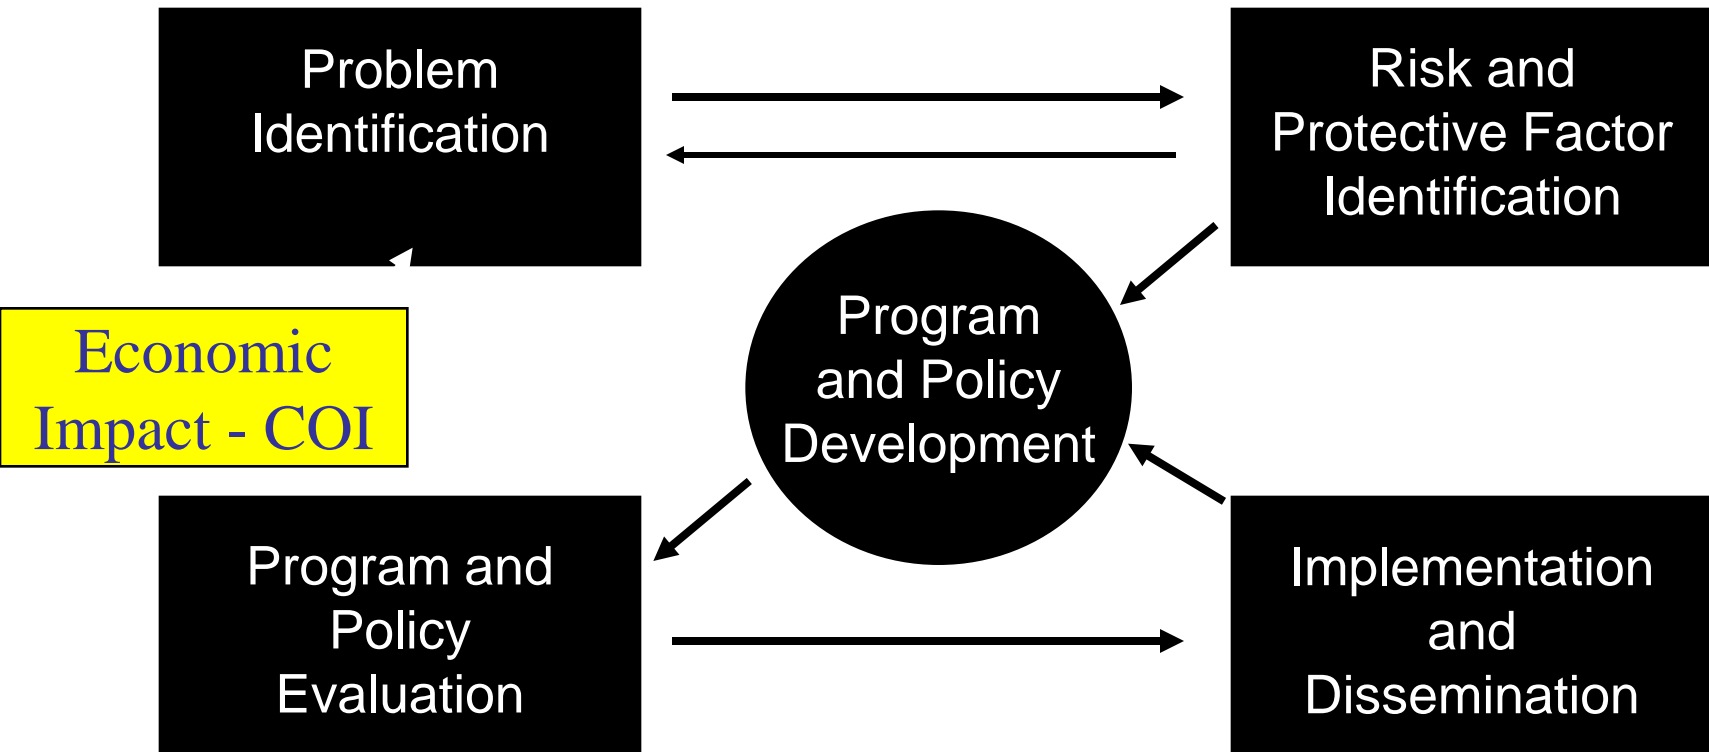 Problem
Identification
Risk and
Protective Factor
Identification
Program
and Policy
Development
Economic
Impact - COI
Program and
Policy
Evaluation
Implementation
and
Dissemination